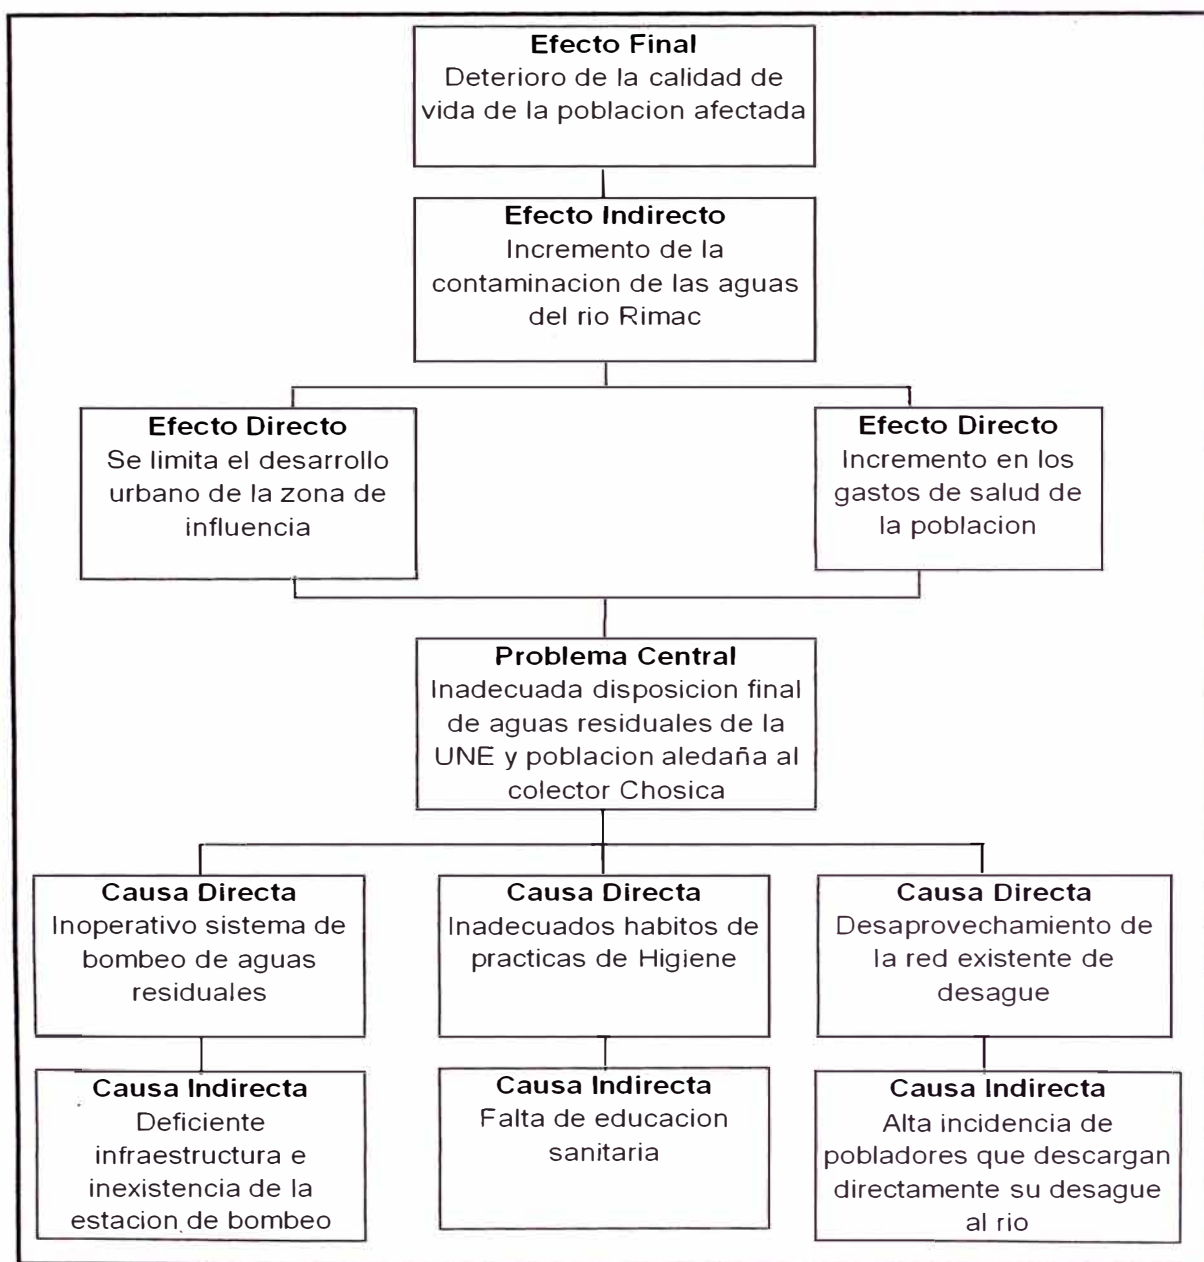 Efecto Final
Deterioro de la calidad de
vida de la poblacion afectada
Efecto Indirecto
Incremento de la
contaminacion de las aguas
del rio Rimac
Efecto Directo
Se limita el desarrollo
urbano de la zona de
influencia
Efecto Directo
Incremento en los
gastos de salud de
la poblacion
Problema Central
Inadecuada disposicion final
de aguas residuales de la
UNE y poblacion aledaña al
colector Chosica
Causa Directa
Inoperativo sistema de
bombeo de aguas
residuales
Causa Directa
Inadecuados habitos de
practicas de Higiene
Causa Directa
Desaprovechamiento de
la red existente de
desague
Causa Indirecta
Deficiente
infraestructura e
inexistencia de la
estacion de bombeo
Causa Indirecta
Falta de educacion
sanitaria
Causa Indirecta
Alta incidencia de
pobladores que descargan
directamente su desague
al rio